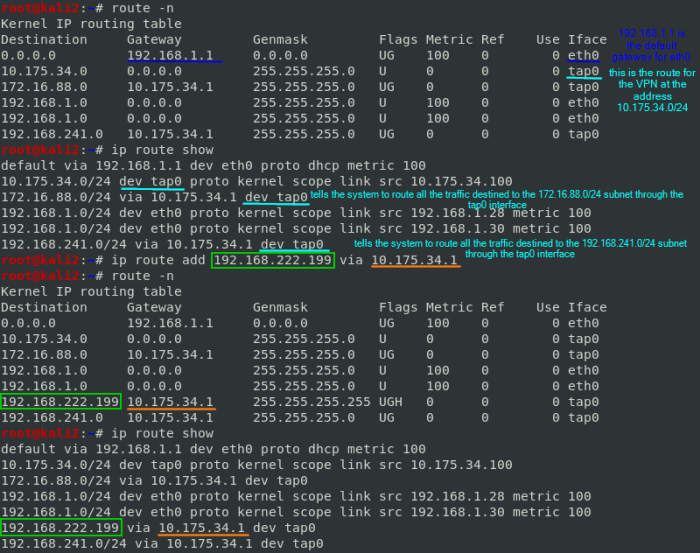 root@kali2:~# route -n
Kernel IP routing table
Destination Gateway Genmask Flags Metric Ref Use Iface
0.0.0.0 192.168.1.1 0.0.0.0 UG 100 0 0 eth0
10.175.34.0 0.0.0.0 255.255.255.0 U 0 0 0 tap0
172.16.88.0 10.175.34.1 255.255.255.0 UG 0 0 0 tap0
192.168.1.0 0.0.0.0 255.255.255.0 U 100 0 0 eth0
192.168.1.0 0.0.0.0 255.255.255.0 U 100 0 0 eth0
192.168.241.0 10.175.34.1 255.255.255.0 UG 0 0 0 tap0
192.168.1.1 is
the default
gateway for eth0
this is the route for
the VPN at the
address
10.175.34.0/24
root@kali2:~# ip route show
default via 192.168.1.1 dev eth0 proto dhcp metric 100
10.175.34.0/24 dev tap0 proto kernel scope link src 10.175.34.100
172.16.88.0/24 via 10.175.34.1 dev tap0
tells the system to route all the traffic destined to the 172.16.88.0/24 subnet through the
tap0 interface
192.168.1.0/24 dev eth0 proto kernel scope link src 192.168.1.28 metric 100
192.168.1.0/24 dev eth0 proto kernel scope link src 192.168.1.30 metric 100
192.168.241.0/24 via 10.175.34.1 dev tap0
tells the system to route all the traffic destined to the 192.168.241.0/24 subnet
through the tap0 interface
root@kali2:~# ip route add 192.168.222.199 via 10.175.34.1
root@kali2:~# route -n
Kernel IP routing table
Destination Gateway Genmask Flags Metric Ref Use Iface
0.0.0.0 192.168.1.1 0.0.0.0 UG 100 0 0 eth0
10.175.34.0 0.0.0.0 255.255.255.0 U 0 0 0 tap0
172.16.88.0 10.175.34.1 255.255.255.0 UG 0 0 0 tap0
192.168.1.0 0.0.0.0 255.255.255.0 U 100 0 0 eth0
192.168.1.0 0.0.0.0 255.255.255.0 U 100 0 0 eth0
192.168.222.199 10.175.34.1 255.255.255.255 UGH 0 0 0 tap0
192.168.241.0 10.175.34.1 255.255.255.0 UG 0 0 0 tap0
root@kali2:~# ip route show
default via 192.168.1.1 dev eth0 proto dhcp metric 100
10.175.34.0/24 dev tap0 proto kernel scope link src 10.175.34.100
172.16.88.0/24 via 10.175.34.1 dev tap0
192.168.1.0/24 dev eth0 proto kernel scope link src 192.168.1.28 metric 100
192.168.1.0/24 dev eth0 proto kernel scope link src 192.168.1.30 metric 100
192.168.222.199 via 10.175.34.1 dev tap0
192.168.241.0/24 via 10.175.34.1 dev tap0